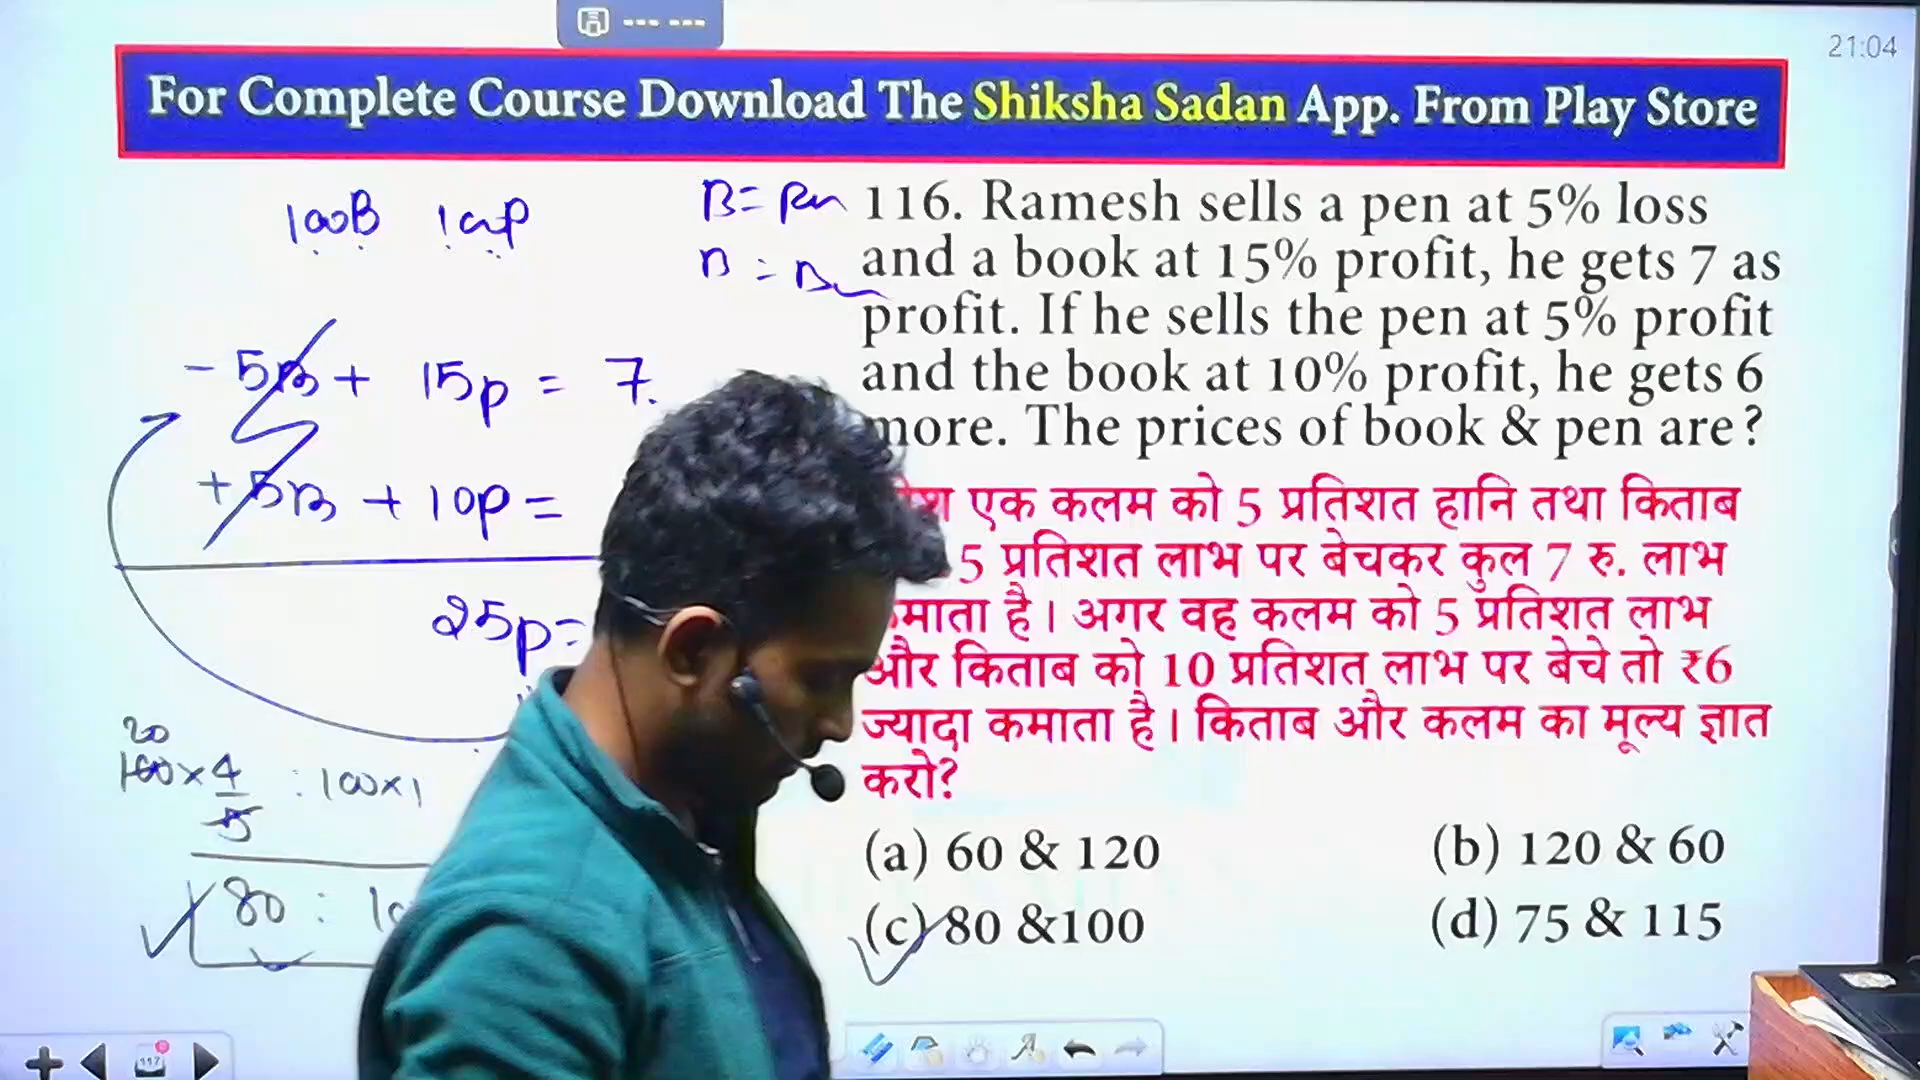 21:04
For Complete Course Download The Shiksha Sadan App. From Play Store
100B 100P
B = Pen
116. Ramesh sells a pen at 5% loss
and a book at 15% profit, he gets 7 as
profit. If he sells the pen at 5% profit
and the book at 10% profit, he gets 6
more. The prices of book & pen are?
एक कलम को 5 प्रतिशत हानि तथा किताब
5 प्रतिशत लाभ पर बेचकर कुल 7 रु. लाभ
कमाता है। अगर वह कलम को 5 प्रतिशत लाभ
और किताब को 10 प्रतिशत लाभ पर बेचे तो ₹6
ज्यादा कमाता है। किताब और कलम का मूल्य ज्ञात
करो?
(a) 60 & 120
(b) 120 & 60
(c) 80 &100
(d) 75 & 115
- 5B + 15p = 7
+ 5B + 10p =
25p =
20
100 × 4/5 : 100×1
80 :
117